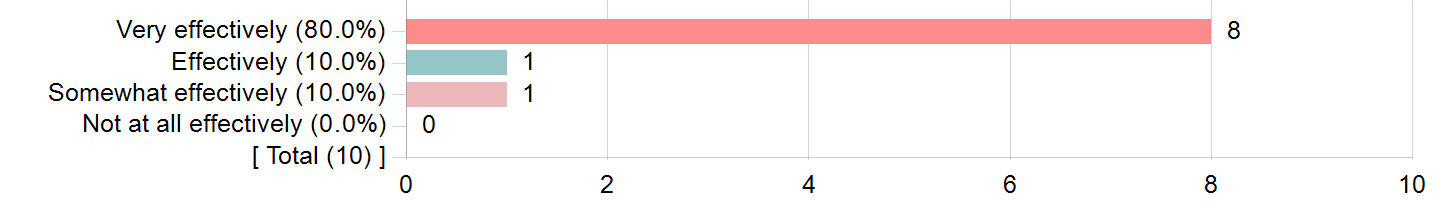 Very effectively (80.0%) 8
Effectively (10.0%) 1
Somewhat effectively (10.0%) 1
Not at all effectively (0.0%) 0
[ Total (10) ]
0 2 4 6 8 10